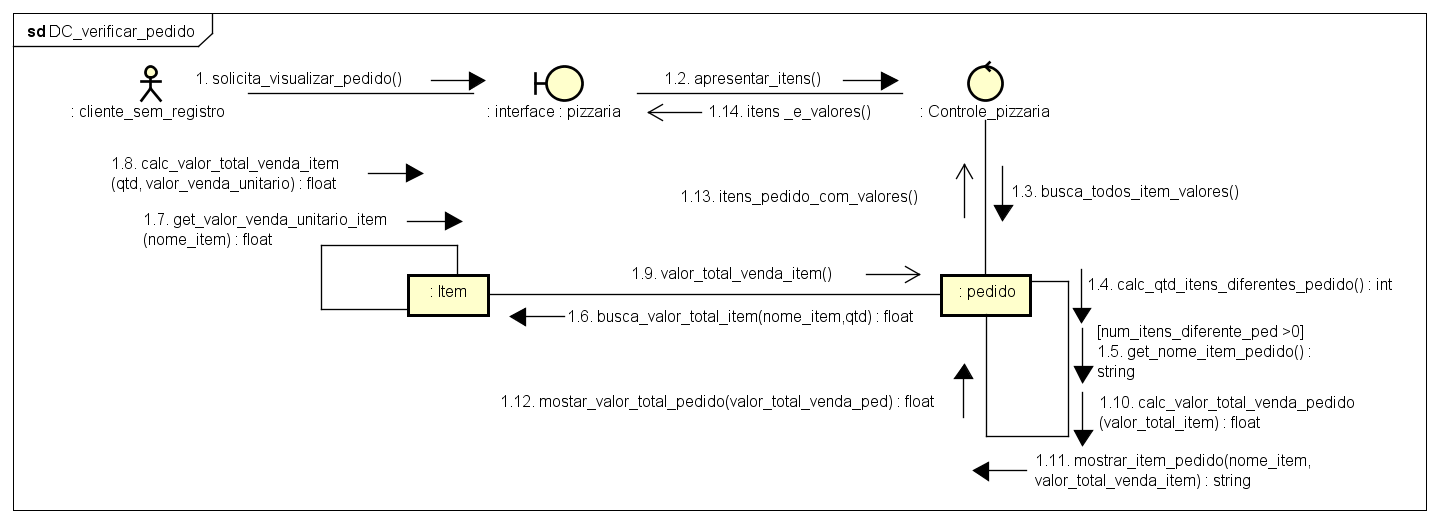 sd DC_verificar_pedido
1. solicita_visualizar_pedido()
1.2. apresentar_itens()
: cliente_sem_registro
: interface : pizzaria
1.14. itens _e_valores()
: Controle_pizzaria
1.8. calc_valor_total_venda_item
(qtd, valor_venda_unitario) : float
1.13. itens_pedido_com_valores()
1.3. busca_todos_item_valores()
1.7. get_valor_venda_unitario_item
(nome_item) : float
1.9. valor_total_venda_item()
: Item
: pedido
1.4. calc_qtd_itens_diferentes_pedido() : int
1.6. busca_valor_total_item(nome_item,qtd) : float
[num_itens_diferente_ped >0]
1.5. get_nome_item_pedido() :
string
1.12. mostar_valor_total_pedido(valor_total_venda_ped) : float
1.10. calc_valor_total_venda_pedido
(valor_total_item) : float
1.11. mostrar_item_pedido(nome_item,
valor_total_venda_item) : string